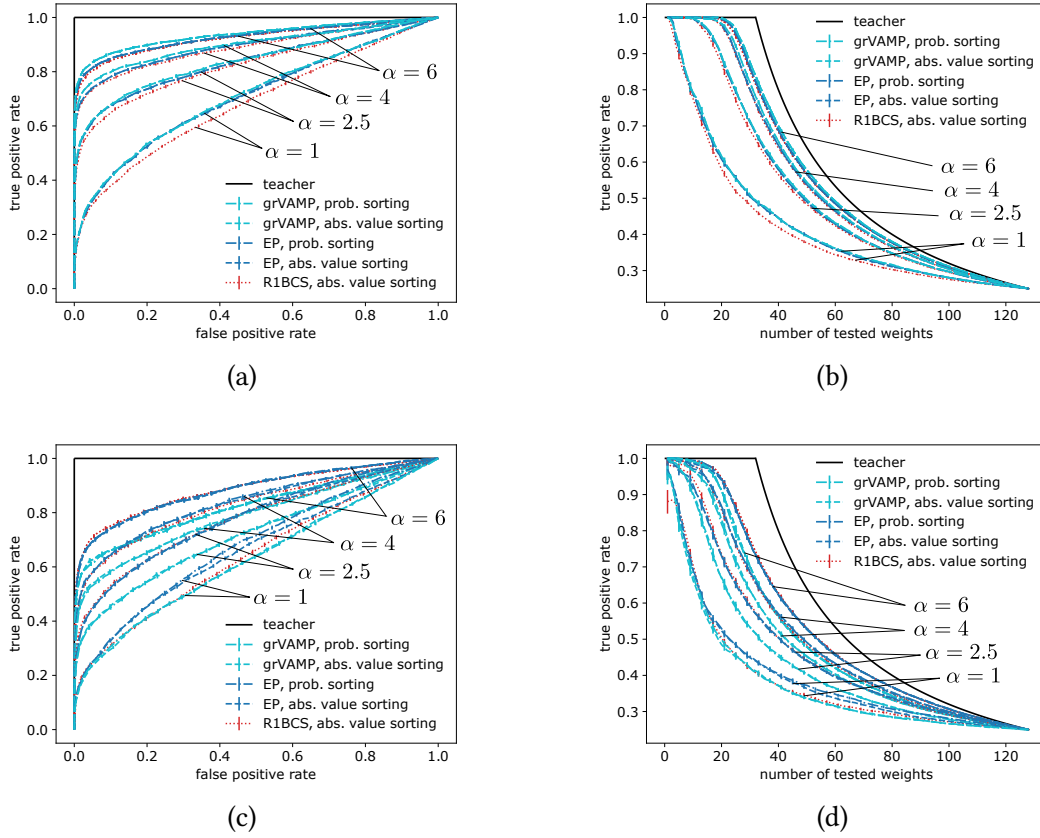 1.0
0.8
0.6
0.4
0.2
0.0
true positive rate
α = 6
α = 4
α = 2.5
α = 1
teacher
grVAMP, prob. sorting
grVAMP, abs. value sorting
EP, prob. sorting
EP, abs. value sorting
R1BCS, abs. value sorting
0.0 0.2 0.4 0.6 0.8 1.0
false positive rate
(a)
1.0
0.9
0.8
0.7
0.6
0.5
0.4
0.3
true positive rate
teacher
grVAMP, prob. sorting
grVAMP, abs. value sorting
EP, prob. sorting
EP, abs. value sorting
R1BCS, abs. value sorting
α = 6
α = 4
α = 2.5
α = 1
0 20 40 60 80 100 120
number of tested weights
(b)
1.0
0.8
0.6
0.4
0.2
0.0
true positive rate
α = 6
α = 4
α = 2.5
α = 1
teacher
grVAMP, prob. sorting
grVAMP, abs. value sorting
EP, prob. sorting
EP, abs. value sorting
R1BCS, abs. value sorting
0.0 0.2 0.4 0.6 0.8 1.0
false positive rate
(c)
1.0
0.9
0.8
0.7
0.6
0.5
0.4
0.3
true positive rate
teacher
grVAMP, prob. sorting
grVAMP, abs. value sorting
EP, prob. sorting
EP, abs. value sorting
R1BCS, abs. value sorting
α = 6
α = 4
α = 2.5
α = 1
0 20 40 60 80 100 120
number of tested weights
(d)